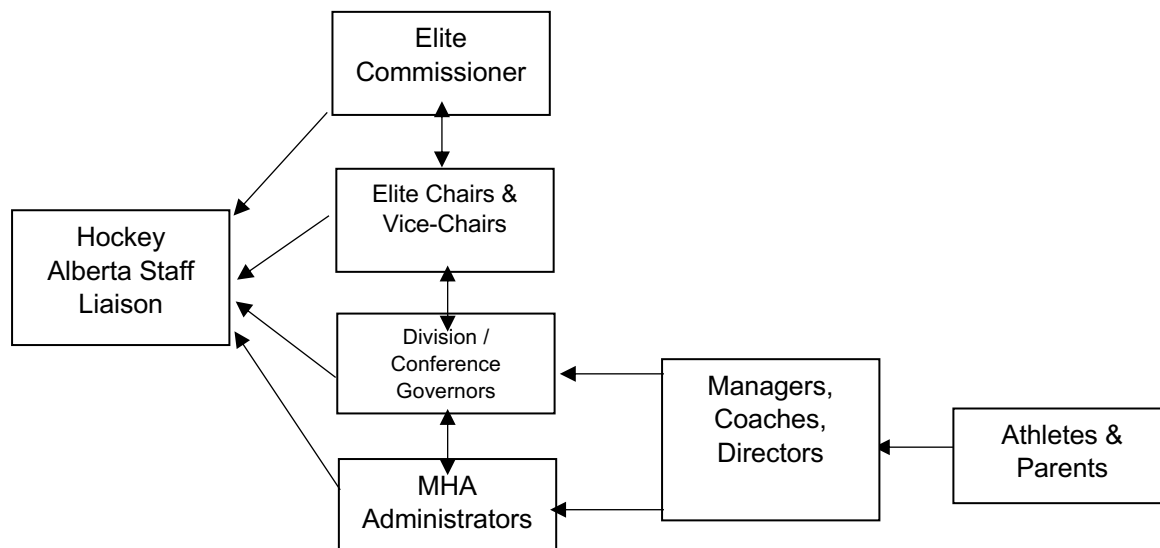 Elite
Commissioner
Elite Chairs &
Vice-Chairs
Hockey
Alberta Staff
Liaison
Division /
Conference
Governors
Managers,
Coaches,
Directors
Athletes &
Parents
MHA
Administrators